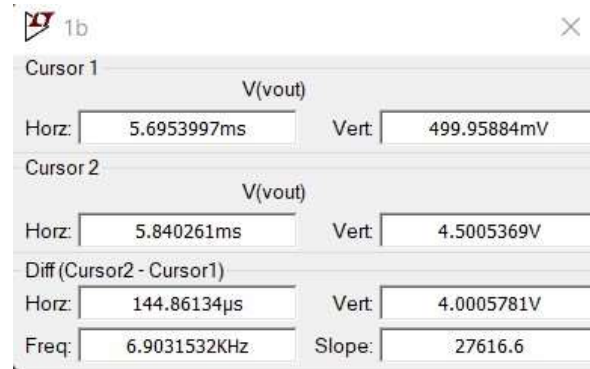 1b
Cursor 1
V(vout)
Horz: 5.6953997ms Vert: 499.95884mV
Cursor 2
V(vout)
Horz: 5.840261ms Vert: 4.5005369V
Diff (Cursor2 - Cursor1)
Horz: 144.86134µs Vert: 4.0005781V
Freq: 6.9031532KHz Slope: 27616.6